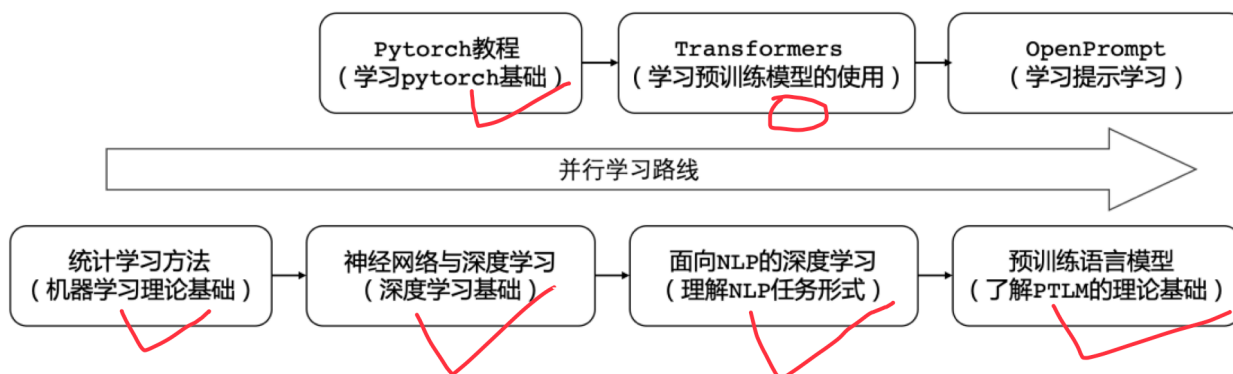 Pytorch教程
(学习pytorch基础)
Transformers
(学习预训练模型的使用)
OpenPrompt
(学习提示学习)
并行学习路线
统计学习方法
(机器学习理论基础)
神经网络与深度学习
(深度学习基础)
面向NLP的深度学习
(理解NLP任务形式)
预训练语言模型
(了解PTLM的理论基础)